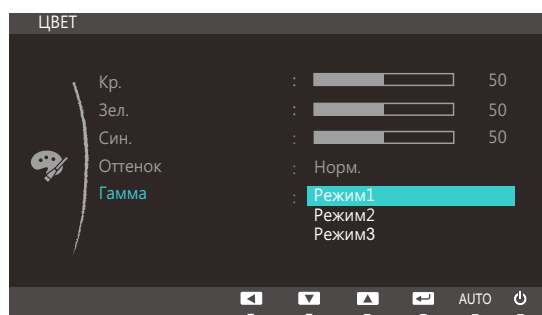 ЦВЕТ
Кр. : 50
Зел. : 50
Син. : 50
Оттенок : Норм.
Гамма : Режим1
Режим2
Режим3
AUTO